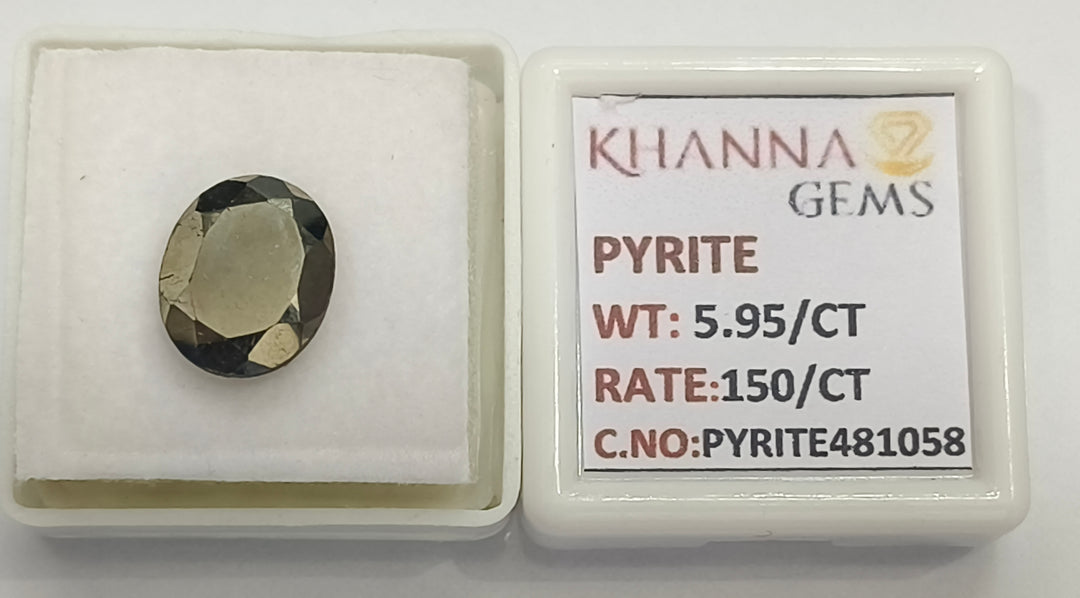 KHANNA
GEMS
PYRITE
WT: 5.95/CT
RATE:150/CT
C.NO:PYRITE481058